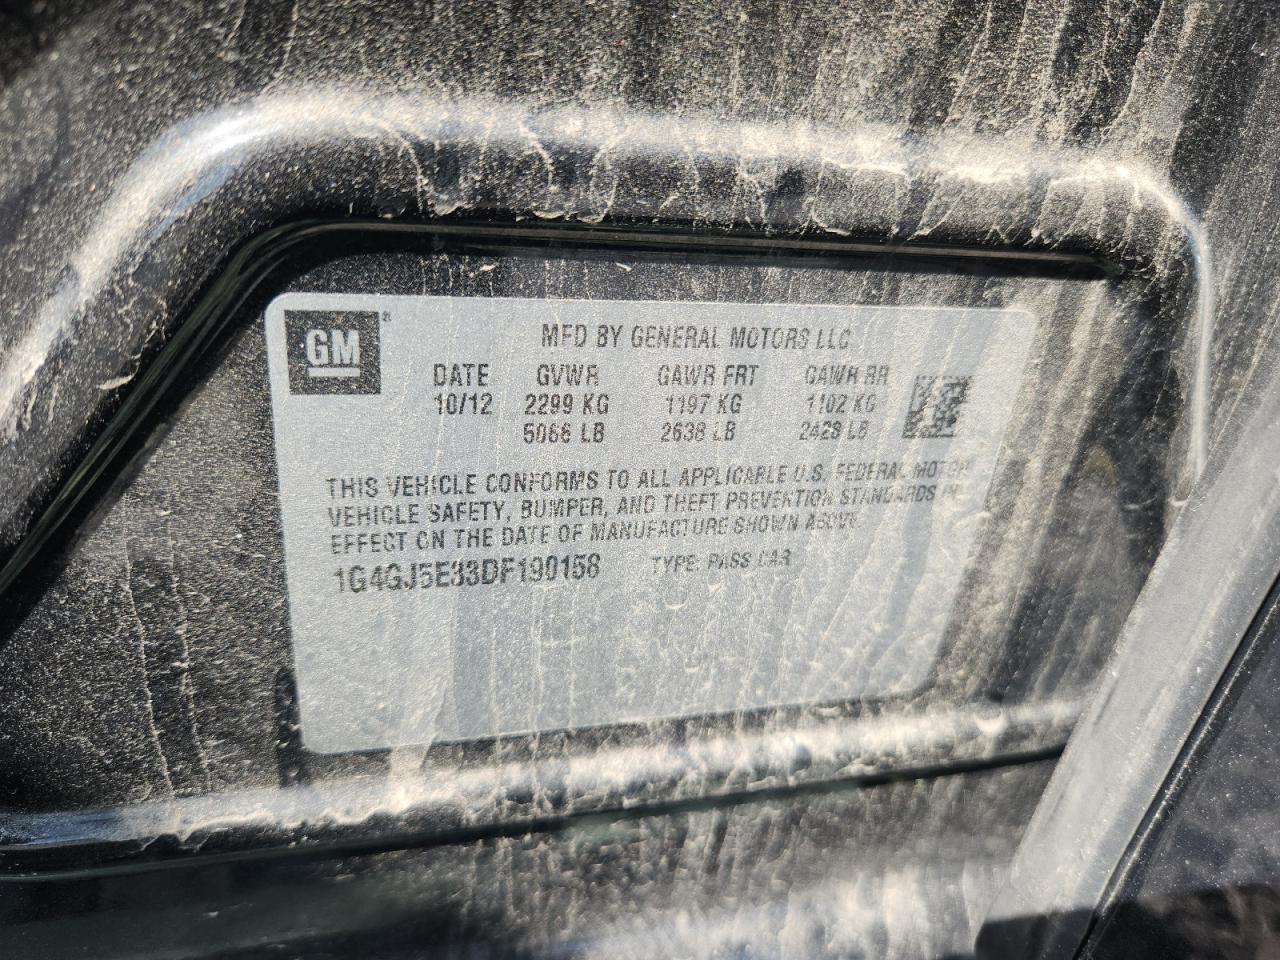 GM®
MFD BY GENERAL MOTORS LLC
DATE GVWR GAWR FRT GAWR RR
10/12 2299 KG 1197 KG 1102 KG
5068 LB 2638 LB 2428 LB
THIS VEHICLE CONFORMS TO ALL APPLICABLE U.S. FEDERAL MOTOR
VEHICLE SAFETY, BUMPER, AND THEFT PREVENTION STANDARDS IN
EFFECT ON THE DATE OF MANUFACTURE SHOWN ABOVE.
1G4GJ5E33DF190158 TYPE: PASS CAR